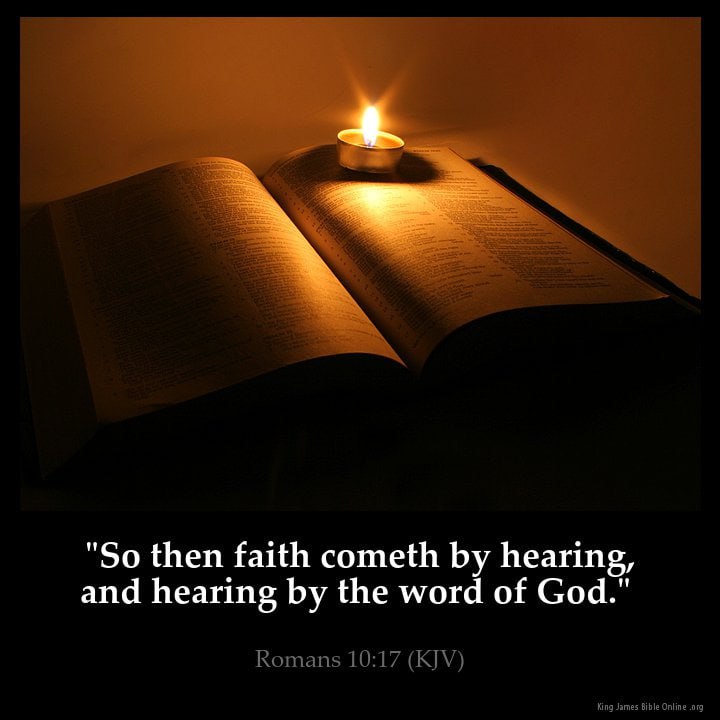 "So then faith cometh by hearing,
and hearing by the word of God."
Romans 10:17 (KJV)
King James Bible Online .org